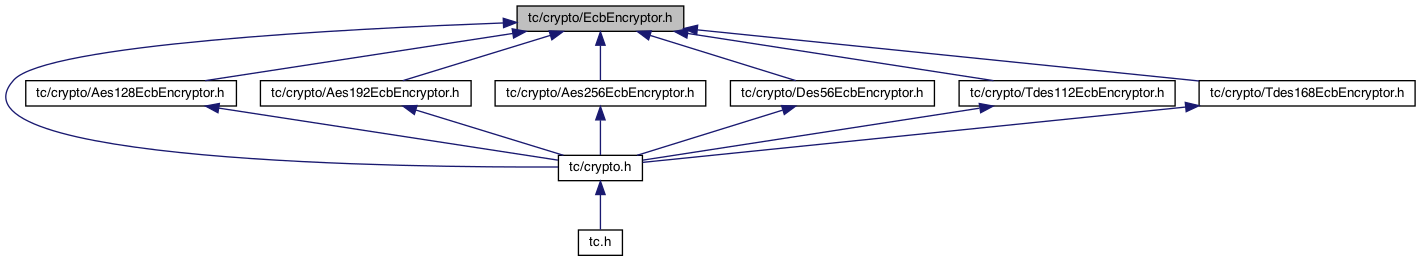 tc/crypto/EcbEncryptor.h
tc/crypto/Aes128EcbEncryptor.h
tc/crypto/Aes192EcbEncryptor.h
tc/crypto/Aes256EcbEncryptor.h
tc/crypto/Des56EcbEncryptor.h
tc/crypto/Tdes112EcbEncryptor.h
tc/crypto/Tdes168EcbEncryptor.h
tc/crypto.h
tc.h